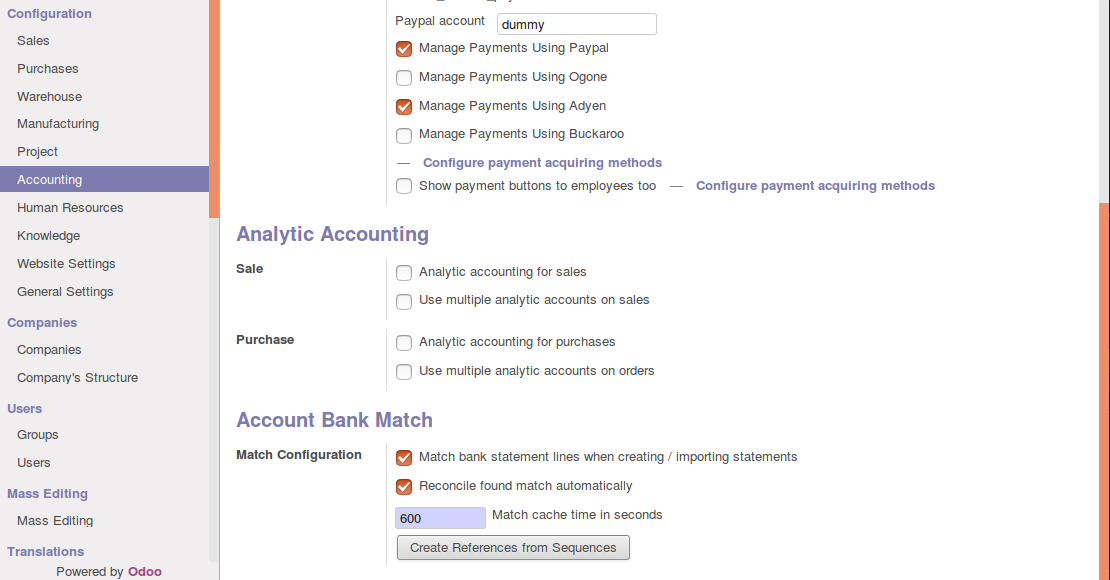 Configuration
Sales
Purchases
Warehouse
Manufacturing
Project
Accounting
Human Resources
Knowledge
Website Settings
General Settings
Companies
Companies
Company's Structure
Users
Groups
Users
Mass Editing
Mass Editing
Translations
Powered by Odoo
Paypal account dummy
Manage Payments Using Paypal
Manage Payments Using Ogone
Manage Payments Using Adyen
Manage Payments Using Buckaroo
— Configure payment acquiring methods
Show payment buttons to employees too — Configure payment acquiring methods
Analytic Accounting
Sale
Analytic accounting for sales
Use multiple analytic accounts on sales
Purchase
Analytic accounting for purchases
Use multiple analytic accounts on orders
Account Bank Match
Match Configuration
Match bank statement lines when creating / importing statements
Reconcile found match automatically
600 Match cache time in seconds
Create References from Sequences